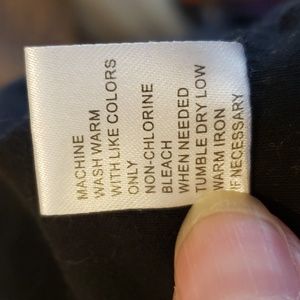 MACHINE
WASH WARM
WITH LIKE COLORS
ONLY
NON-CHLORINE
BLEACH
WHEN NEEDED
TUMBLE DRY LOW
WARM IRON
IF NECESSARY